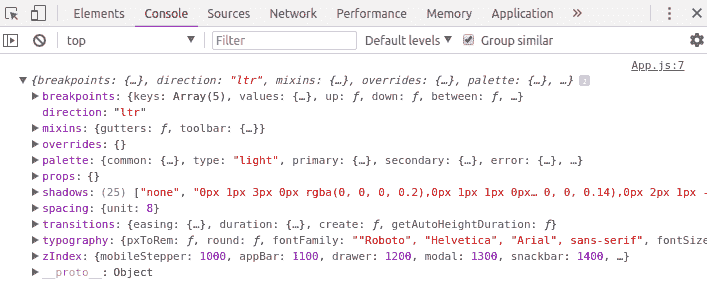 Elements Console Sources Network Performance Memory Application »
top Filter Default levels Group similar
App.js:7
{breakpoints: {…}, direction: "ltr", mixins: {…}, overrides: {…}, palette: {…}, …}
breakpoints: {keys: Array(5), values: {…}, up: ƒ, down: ƒ, between: ƒ, …}
direction: "ltr"
mixins: {gutters: ƒ, toolbar: {…}}
overrides: {}
palette: {common: {…}, type: "light", primary: {…}, secondary: {…}, error: {…}, …}
props: {}
shadows: (25) ["none", "0px 1px 3px 0px rgba(0, 0, 0, 0.2),0px 1px 1px 0px… 0, 0, 0.14),0px 2px 1px -
spacing: {unit: 8}
transitions: {easing: {…}, duration: {…}, create: ƒ, getAutoHeightDuration: ƒ}
typography: {pxToRem: ƒ, round: ƒ, fontFamily: ""Roboto", "Helvetica", "Arial", sans-serif", fontSize
zIndex: {mobileStepper: 1000, appBar: 1100, drawer: 1200, modal: 1300, snackbar: 1400, …}
__proto__: Object